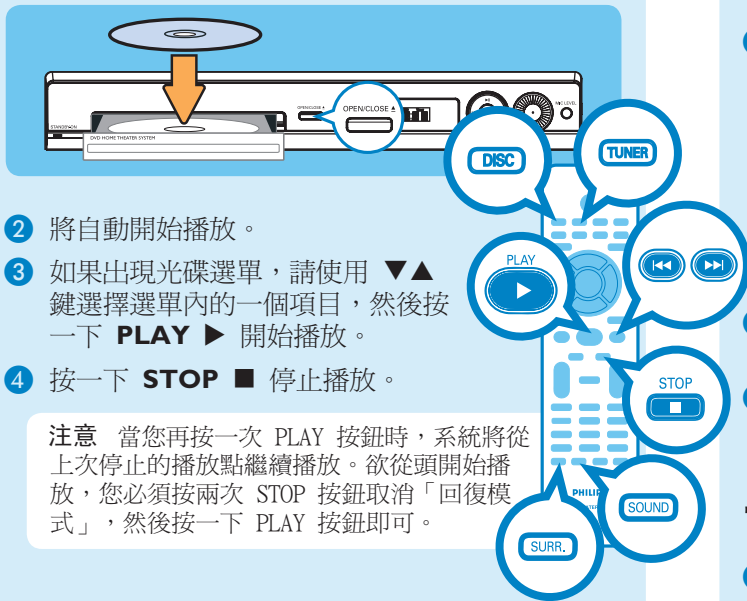 OPEN/CLOSE ▲
OPEN/CLOSE ▲
MIC LEVEL
STANDBY-ON
DVD HOME THEATER SYSTEM
DISC
TUNER
2 將自動開始播放。
3 如果出現光碟選單，請使用 ▼▲
鍵選擇選單內的一個項目，然後按
一下 PLAY ▶ 開始播放。
4 按一下 STOP ■ 停止播放。
PLAY
STOP
注意 當您再按一次 PLAY 按鈕時，系統將從
上次停止的播放點繼續播放。欲從頭開始播
放，您必須按兩次 STOP 按鈕取消「回復模
式」，然後按一下 PLAY 按鈕即可。
PHILI
SOUND
SURR.